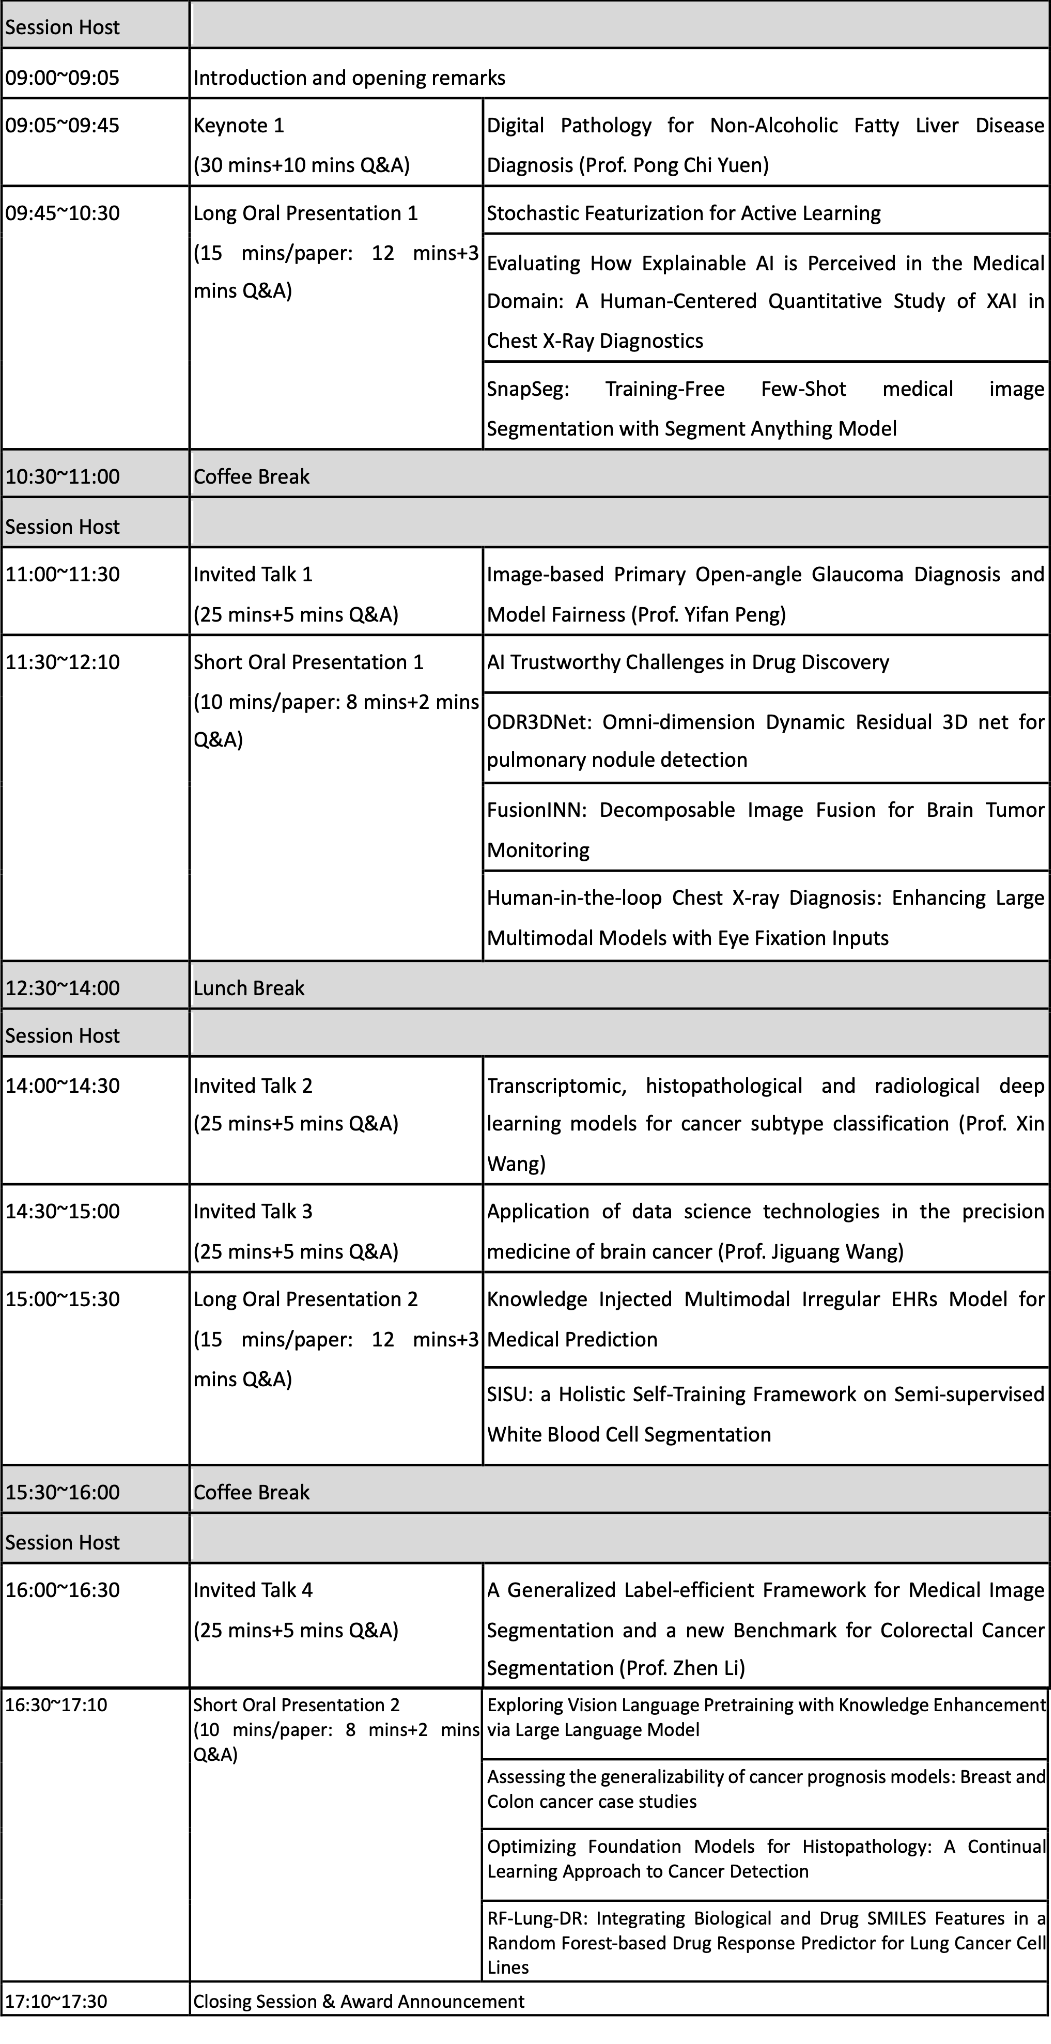 Session Host
09:00~09:05
Introduction and opening remarks
09:05~09:45
Keynote 1
(30 mins+10 mins Q&A)
Digital Pathology for Non-Alcoholic Fatty Liver Disease
Diagnosis (Prof. Pong Chi Yuen)
09:45~10:30
Long Oral Presentation 1
(15 mins/paper: 12 mins+3
mins Q&A)
Stochastic Featurization for Active Learning
Evaluating How Explainable AI is Perceived in the Medical
Domain: A Human-Centered Quantitative Study of XAI in
Chest X-Ray Diagnostics
SnapSeg: Training-Free Few-Shot medical image
Segmentation with Segment Anything Model
10:30~11:00
Coffee Break
Session Host
11:00~11:30
Invited Talk 1
(25 mins+5 mins Q&A)
Image-based Primary Open-angle Glaucoma Diagnosis and
Model Fairness (Prof. Yifan Peng)
11:30~12:10
Short Oral Presentation 1
(10 mins/paper: 8 mins+2 mins
Q&A)
AI Trustworthy Challenges in Drug Discovery
ODR3DNet: Omni-dimension Dynamic Residual 3D net for
pulmonary nodule detection
FusionINN: Decomposable Image Fusion for Brain Tumor
Monitoring
Human-in-the-loop Chest X-ray Diagnosis: Enhancing Large
Multimodal Models with Eye Fixation Inputs
12:30~14:00
Lunch Break
Session Host
14:00~14:30
Invited Talk 2
(25 mins+5 mins Q&A)
Transcriptomic, histopathological and radiological deep
learning models for cancer subtype classification (Prof. Xin
Wang)
14:30~15:00
Invited Talk 3
(25 mins+5 mins Q&A)
Application of data science technologies in the precision
medicine of brain cancer (Prof. Jiguang Wang)
15:00~15:30
Long Oral Presentation 2
(15 mins/paper: 12 mins+3
mins Q&A)
Knowledge Injected Multimodal Irregular EHRs Model for
Medical Prediction
SISU: a Holistic Self-Training Framework on Semi-supervised
White Blood Cell Segmentation
15:30~16:00
Coffee Break
Session Host
16:00~16:30
Invited Talk 4
(25 mins+5 mins Q&A)
A Generalized Label-efficient Framework for Medical Image
Segmentation and a new Benchmark for Colorectal Cancer
Segmentation (Prof. Zhen Li)
16:30~17:10
Short Oral Presentation 2
(10 mins/paper: 8 mins+2 mins
Q&A)
Exploring Vision Language Pretraining with Knowledge Enhancement
via Large Language Model
Assessing the generalizability of cancer prognosis models: Breast and
Colon cancer case studies
Optimizing Foundation Models for Histopathology: A Continual
Learning Approach to Cancer Detection
RF-Lung-DR: Integrating Biological and Drug SMILES Features in a
Random Forest-based Drug Response Predictor for Lung Cancer Cell
Lines
17:10~17:30
Closing Session & Award Announcement